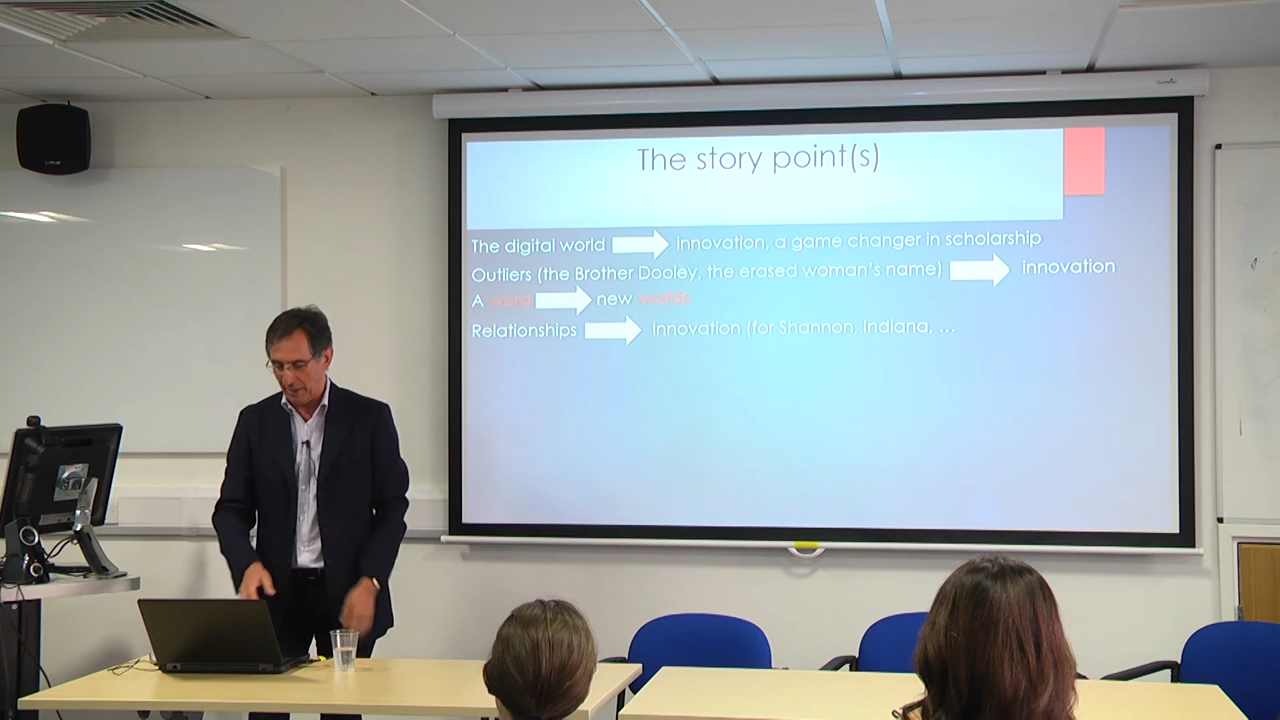 The story point(s)
The digital world innovation, a game changer in scholarship
Outliers (the Brother Dooley, the erased woman's name) innovation
A word new worlds
Relationships innovation (for Shannon, Indiana, ...